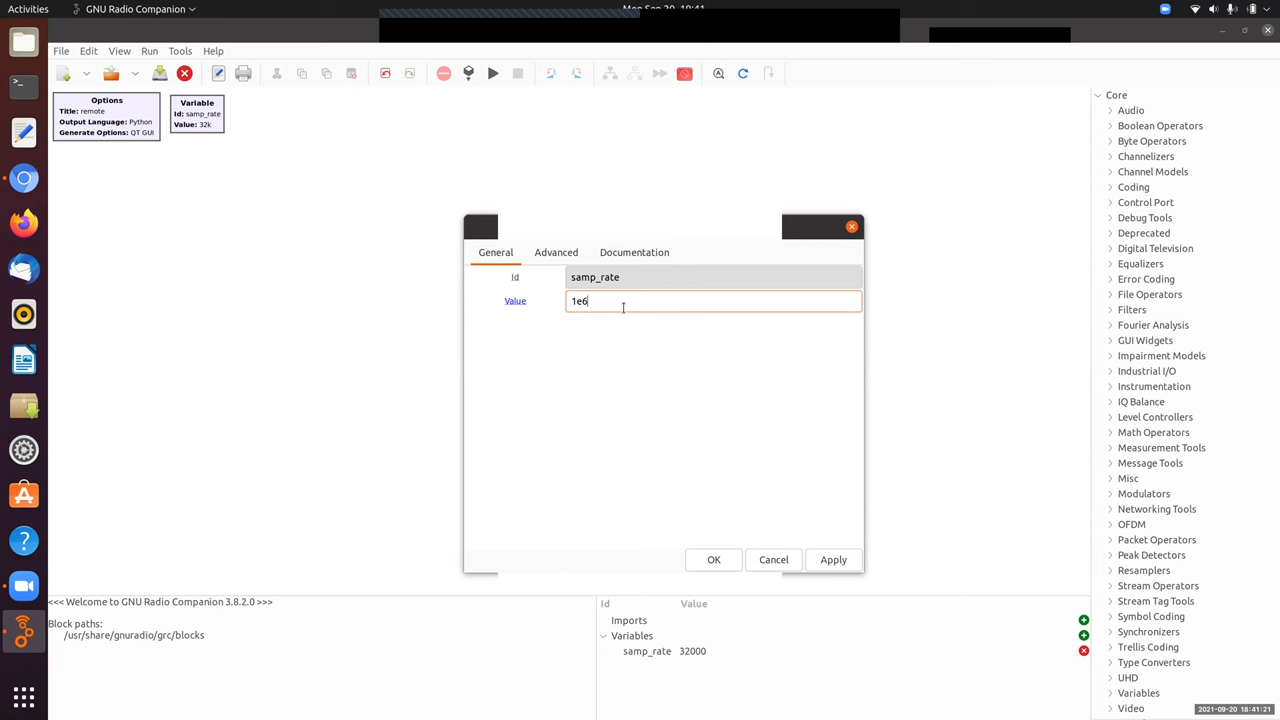 Activities
GNU Radio Companion
Mon Sep 20, 19:41
File Edit View Run Tools Help
Options
Title: remote
Output Language: Python
Generate Options: QT GUI
Variable
Id: samp_rate
Value: 32k
General Advanced Documentation
Id samp_rate
Value 1e6
OK Cancel Apply
<<< Welcome to GNU Radio Companion 3.8.2.0 >>>
Block paths:
/usr/share/gnuradio/grc/blocks
Id Value
Imports
Variables
samp_rate 32000
Core
Audio
Boolean Operators
Byte Operators
Channelizers
Channel Models
Coding
Control Port
Debug Tools
Deprecated
Digital Television
Equalizers
Error Coding
File Operators
Filters
Fourier Analysis
GUI Widgets
Impairment Models
Industrial I/O
Instrumentation
IQ Balance
Level Controllers
Math Operators
Measurement Tools
Message Tools
Misc
Modulators
Networking Tools
OFDM
Packet Operators
Peak Detectors
Resamplers
Stream Operators
Stream Tag Tools
Symbol Coding
Synchronizers
Trellis Coding
Type Converters
UHD
Variables
Video
2021-09-20 18:41:21